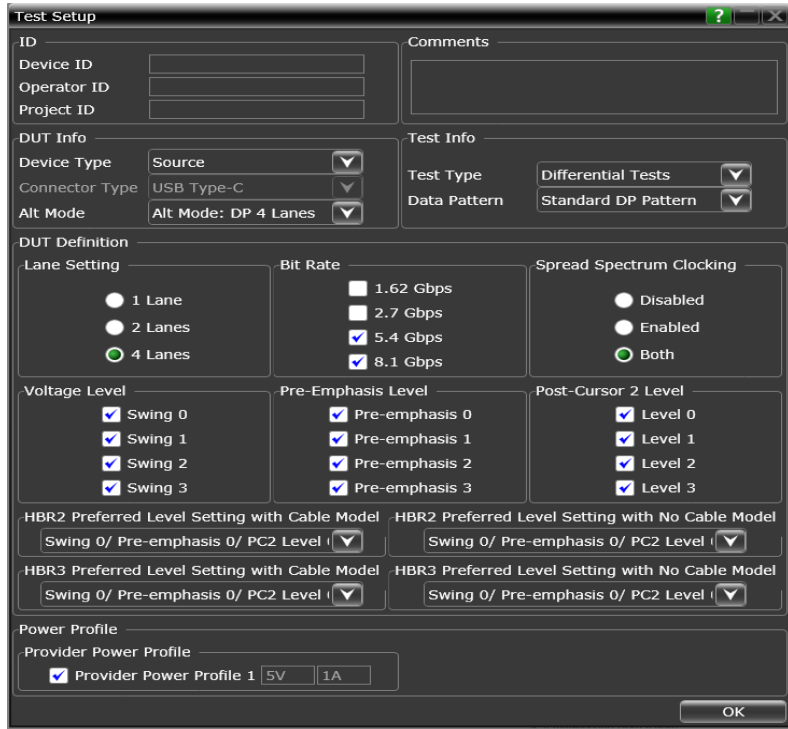 Test Setup
?
ID
Device ID
Operator ID
Project ID
Comments
DUT Info
Device Type Source
Connector Type USB Type-C
Alt Mode Alt Mode: DP 4 Lanes
Test Info
Test Type Differential Tests
Data Pattern Standard DP Pattern
DUT Definition
Lane Setting
1 Lane
2 Lanes
4 Lanes
Bit Rate
1.62 Gbps
2.7 Gbps
5.4 Gbps
8.1 Gbps
Spread Spectrum Clocking
Disabled
Enabled
Both
Voltage Level
Swing 0
Swing 1
Swing 2
Swing 3
Pre-Emphasis Level
Pre-emphasis 0
Pre-emphasis 1
Pre-emphasis 2
Pre-emphasis 3
Post-Cursor 2 Level
Level 0
Level 1
Level 2
Level 3
HBR2 Preferred Level Setting with Cable Model
Swing 0/ Pre-emphasis 0/ PC2 Level
HBR2 Preferred Level Setting with No Cable Model
Swing 0/ Pre-emphasis 0/ PC2 Level
HBR3 Preferred Level Setting with Cable Model
Swing 0/ Pre-emphasis 0/ PC2 Level
HBR3 Preferred Level Setting with No Cable Model
Swing 0/ Pre-emphasis 0/ PC2 Level
Power Profile
Provider Power Profile
Provider Power Profile 1 5V 1A
OK